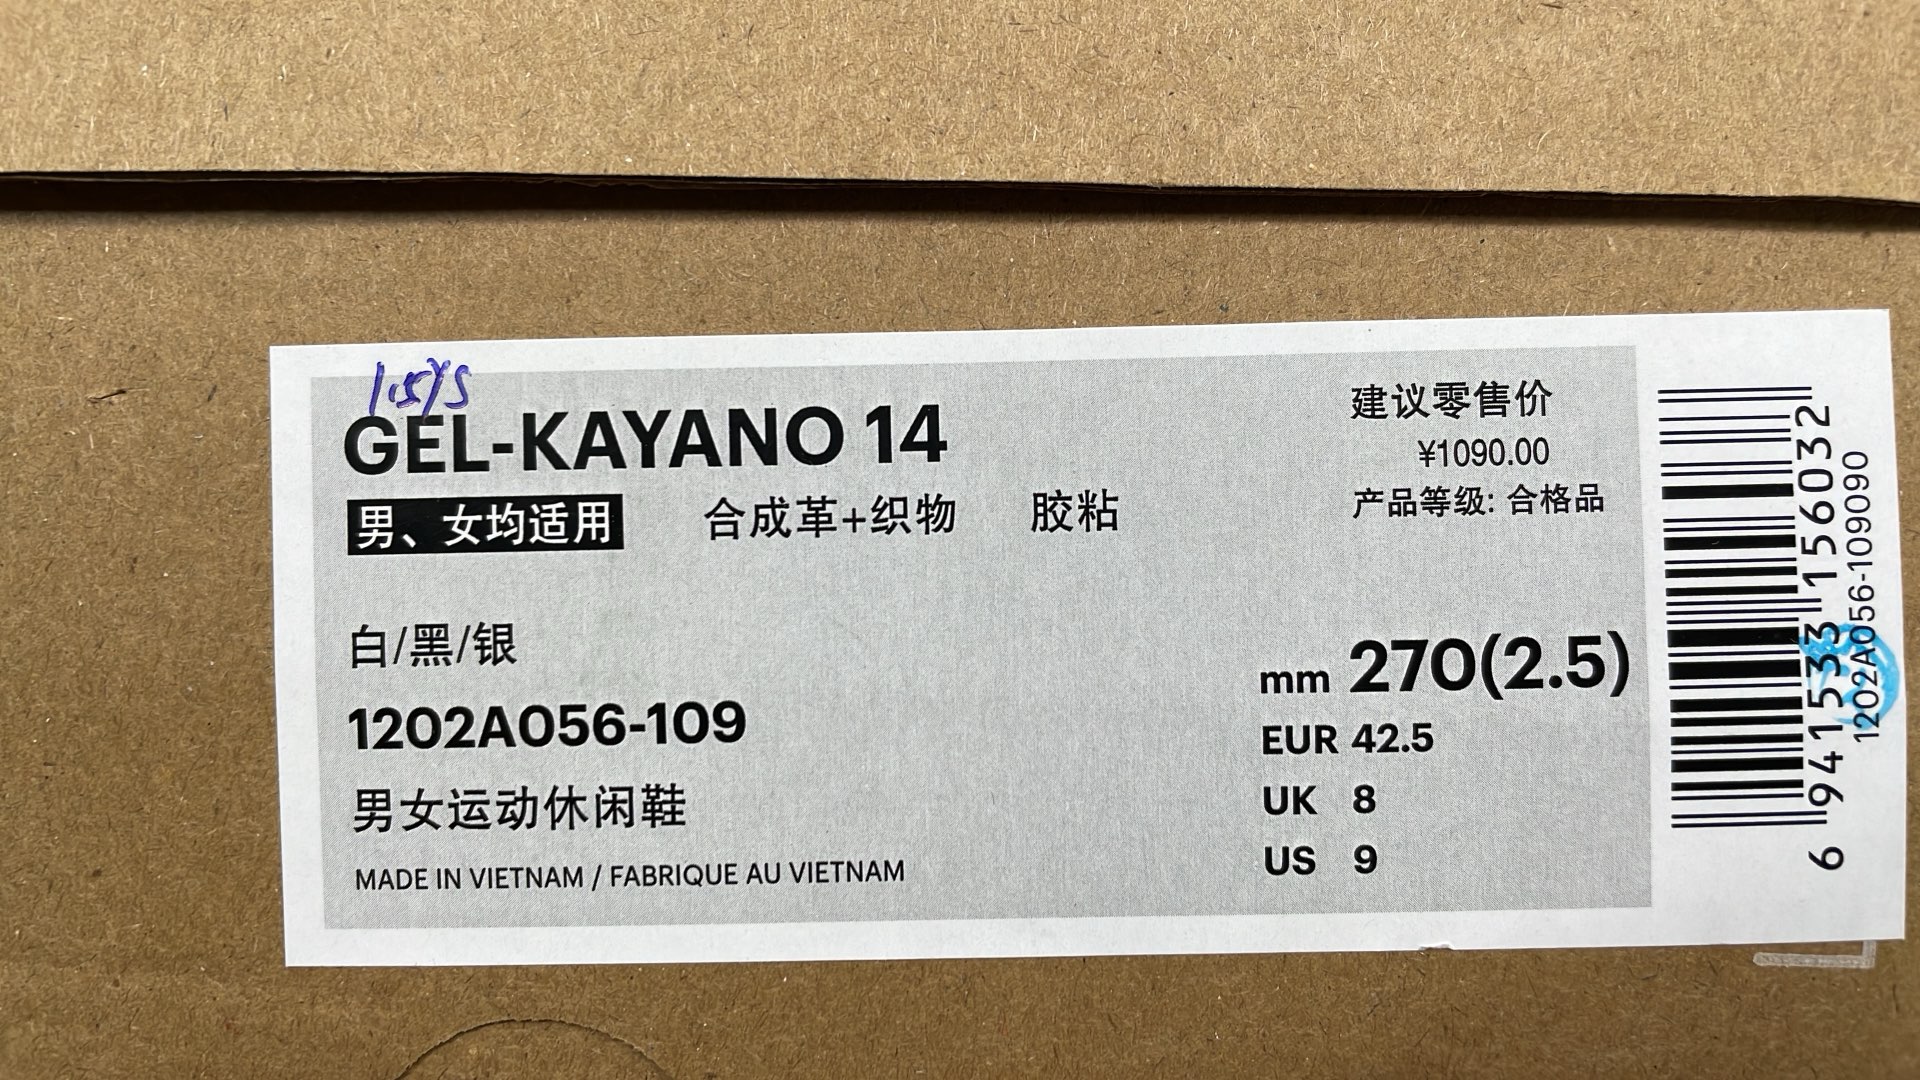 GEL-KAYANO 14
男、女均适用 合成革+织物 胶粘
建议零售价
¥1090.00
产品等级: 合格品
白/黑/银
1202A056-109
男女运动休闲鞋
MADE IN VIETNAM / FABRIQUE AU VIETNAM
mm 270(2.5)
EUR 42.5
UK 8
US 9
6 941533 156032
1202A056-109090